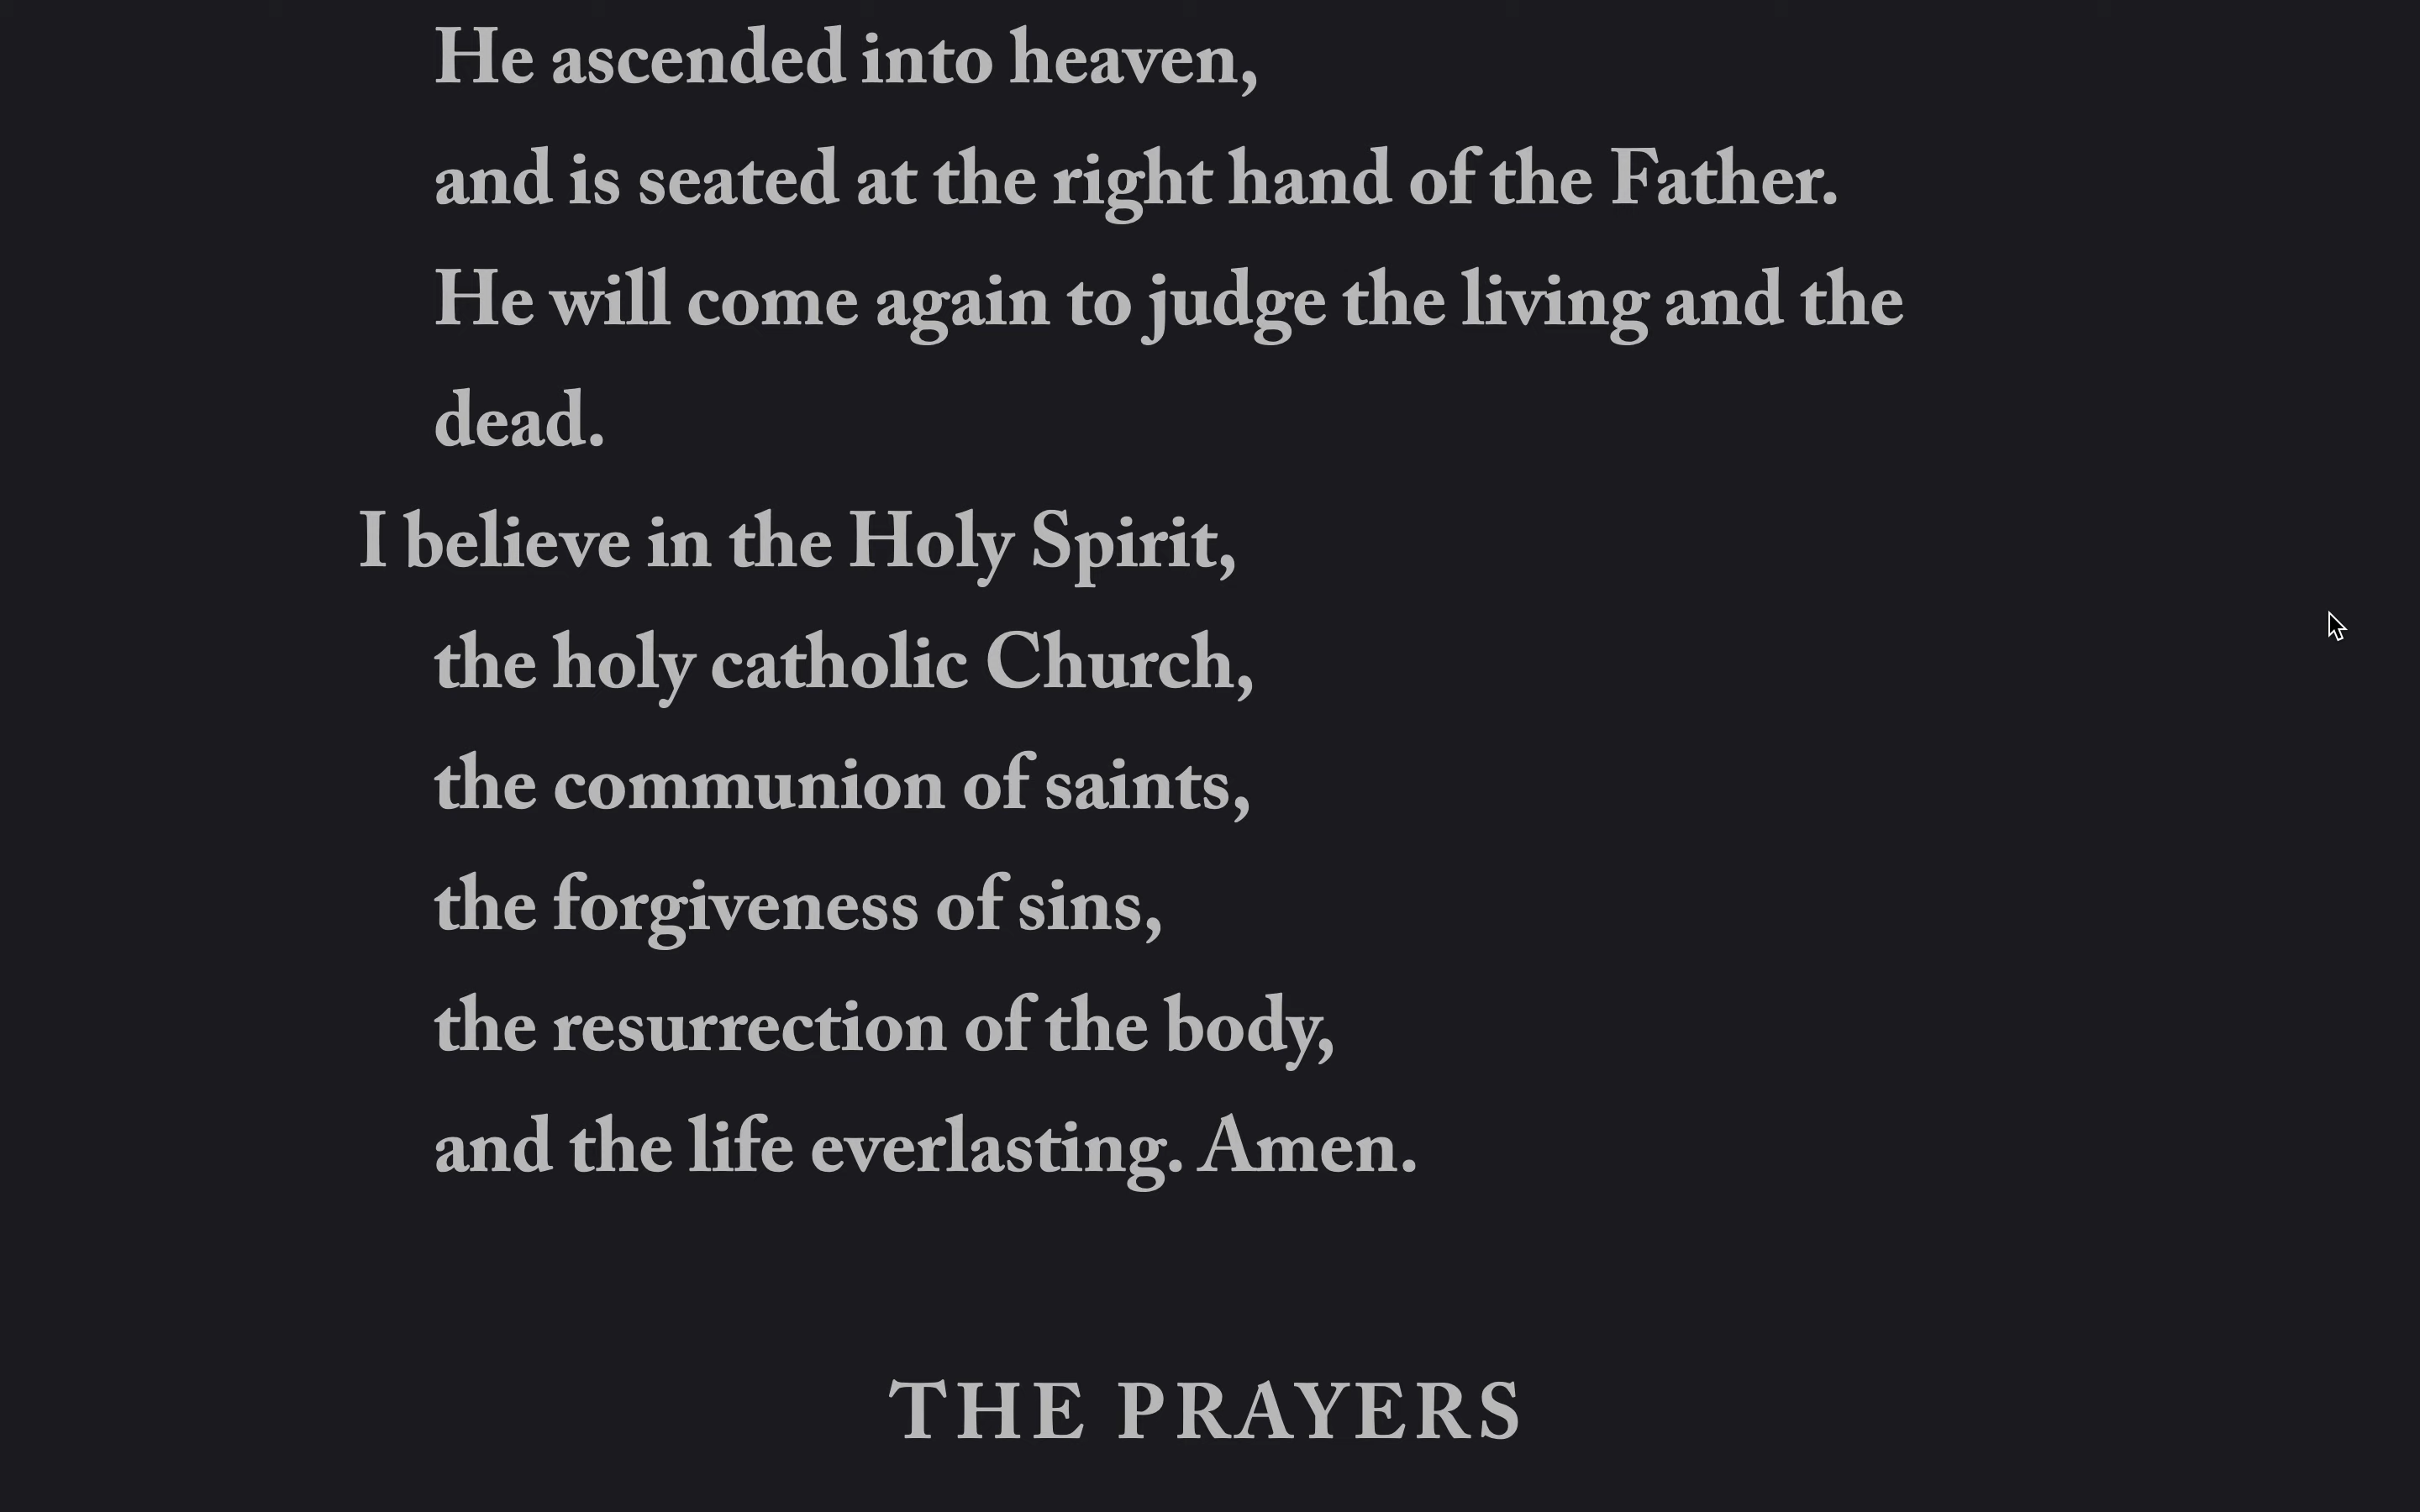 He ascended into heaven,
and is seated at the right hand of the Father.
He will come again to judge the living and the
dead.
I believe in the Holy Spirit,
the holy catholic Church,
the communion of saints,
the forgiveness of sins,
the resurrection of the body,
and the life everlasting. Amen.
THE PRAYERS